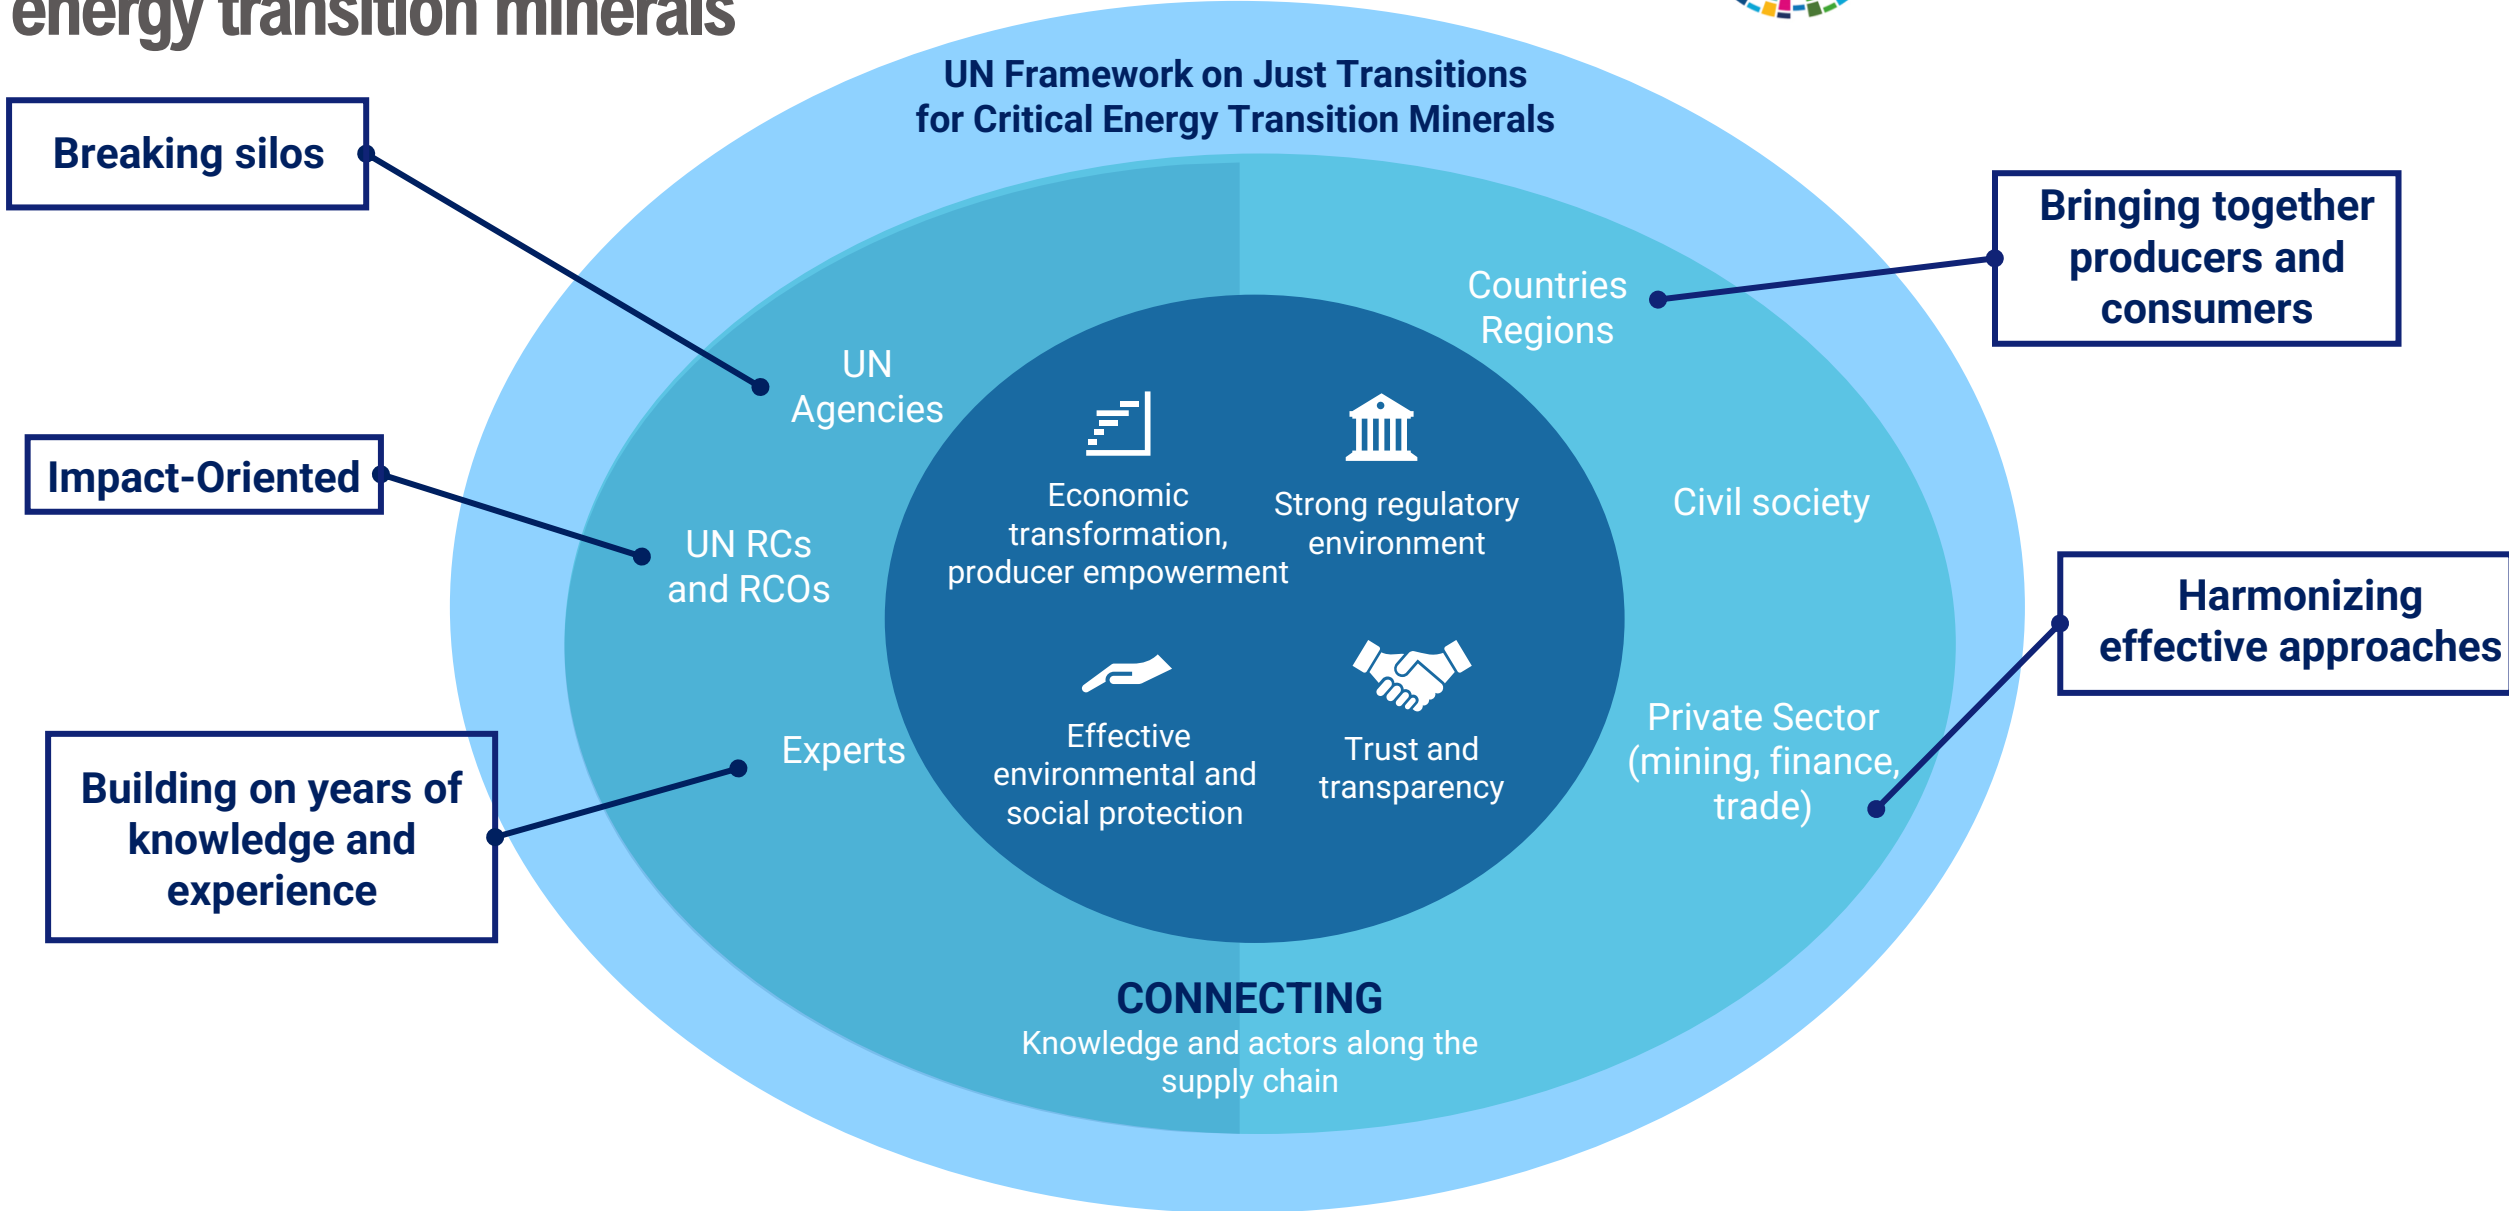 energy transition minerals
UN Framework on Just Transitions
for Critical Energy Transition Minerals
Breaking silos
Impact-Oriented
Building on years of
knowledge and
experience
UN
Agencies
UN RCs
and RCOs
Experts
Economic
transformation,
producer empowerment
Strong regulatory
environment
Effective
environmental and
social protection
Trust and
transparency
Countries
Regions
Civil society
Private Sector
(mining, finance,
trade)
Bringing together
producers and
consumers
Harmonizing
effective approaches
CONNECTING
Knowledge and actors along the
supply chain